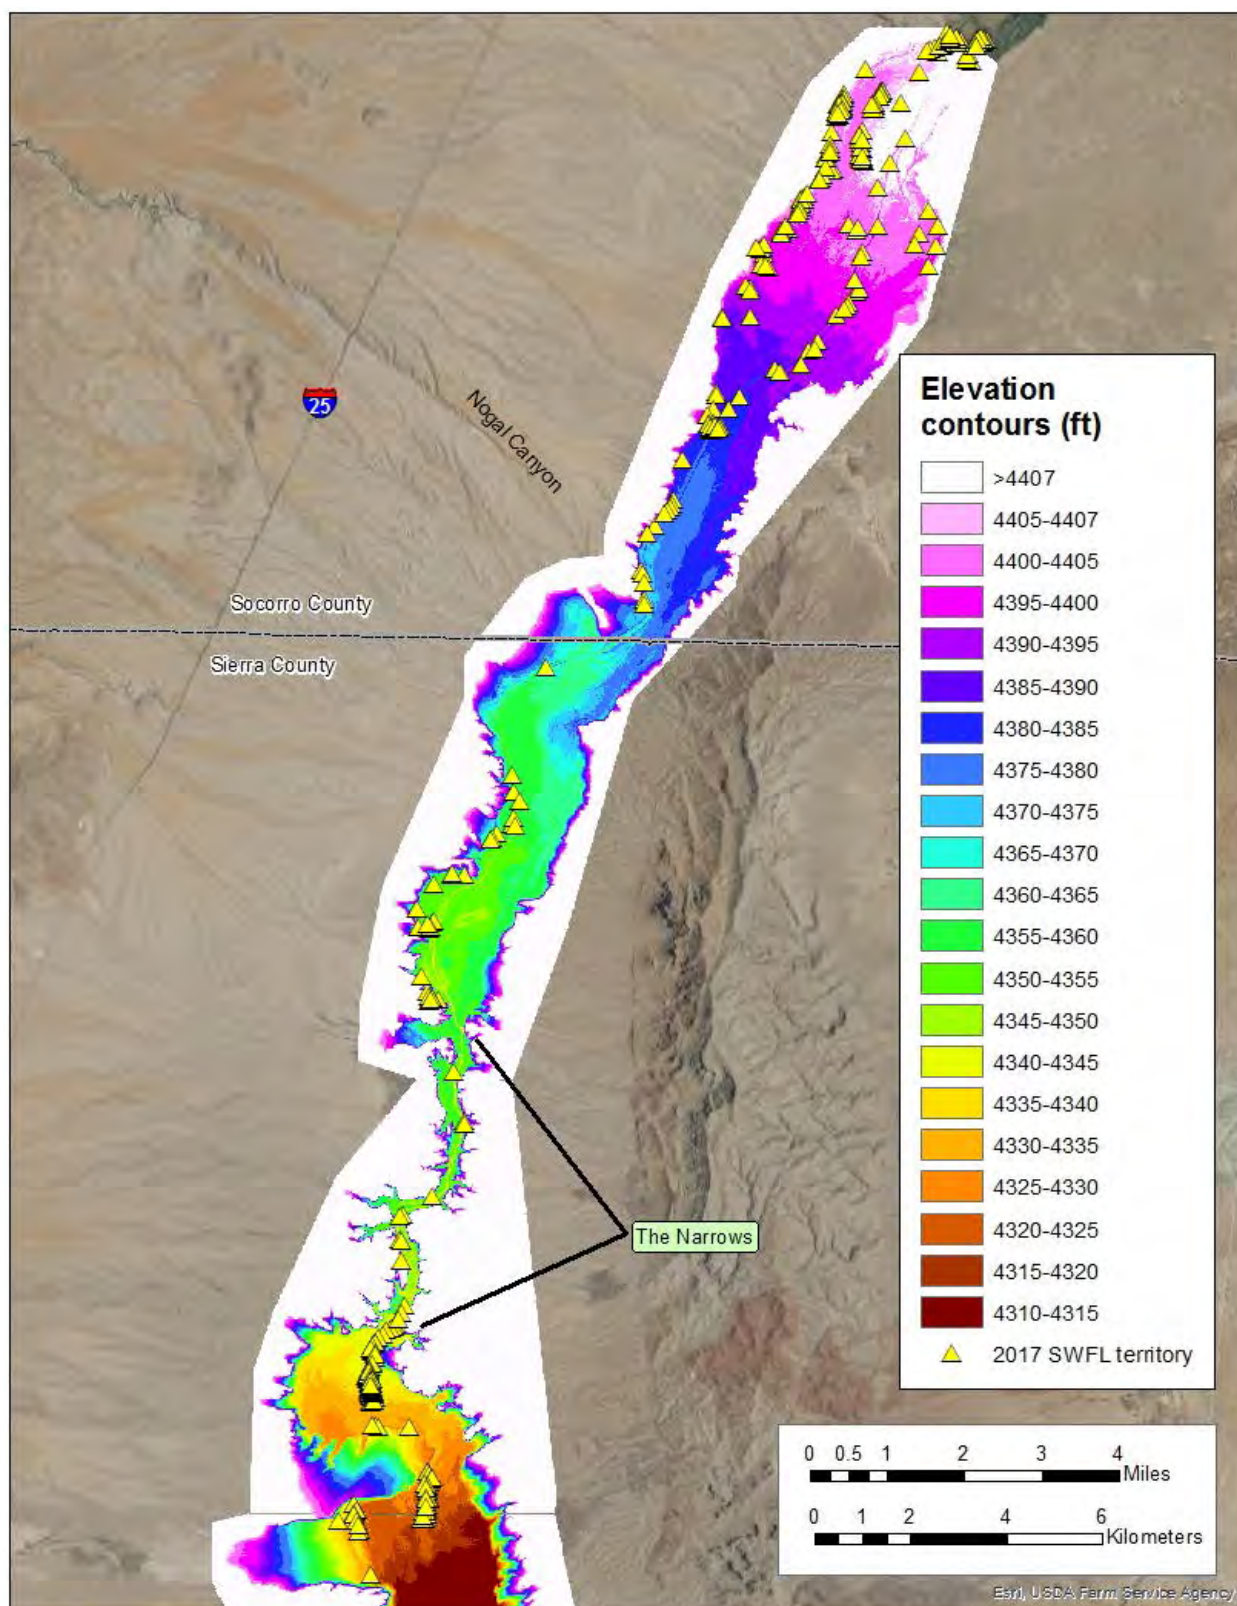 25
Nogal Canyon
Socorro County
Sierra County
The Narrows
Elevation
contours (ft)
>4407
4405-4407
4400-4405
4395-4400
4390-4395
4385-4390
4380-4385
4375-4380
4370-4375
4365-4370
4360-4365
4355-4360
4350-4355
4345-4350
4340-4345
4335-4340
4330-4335
4325-4330
4320-4325
4315-4320
4310-4315
2017 SWFL territory
0 0.5 1 2 3 4
Miles
0 1 2 4 6
Kilometers
Esri, USDA Farm Service Agency